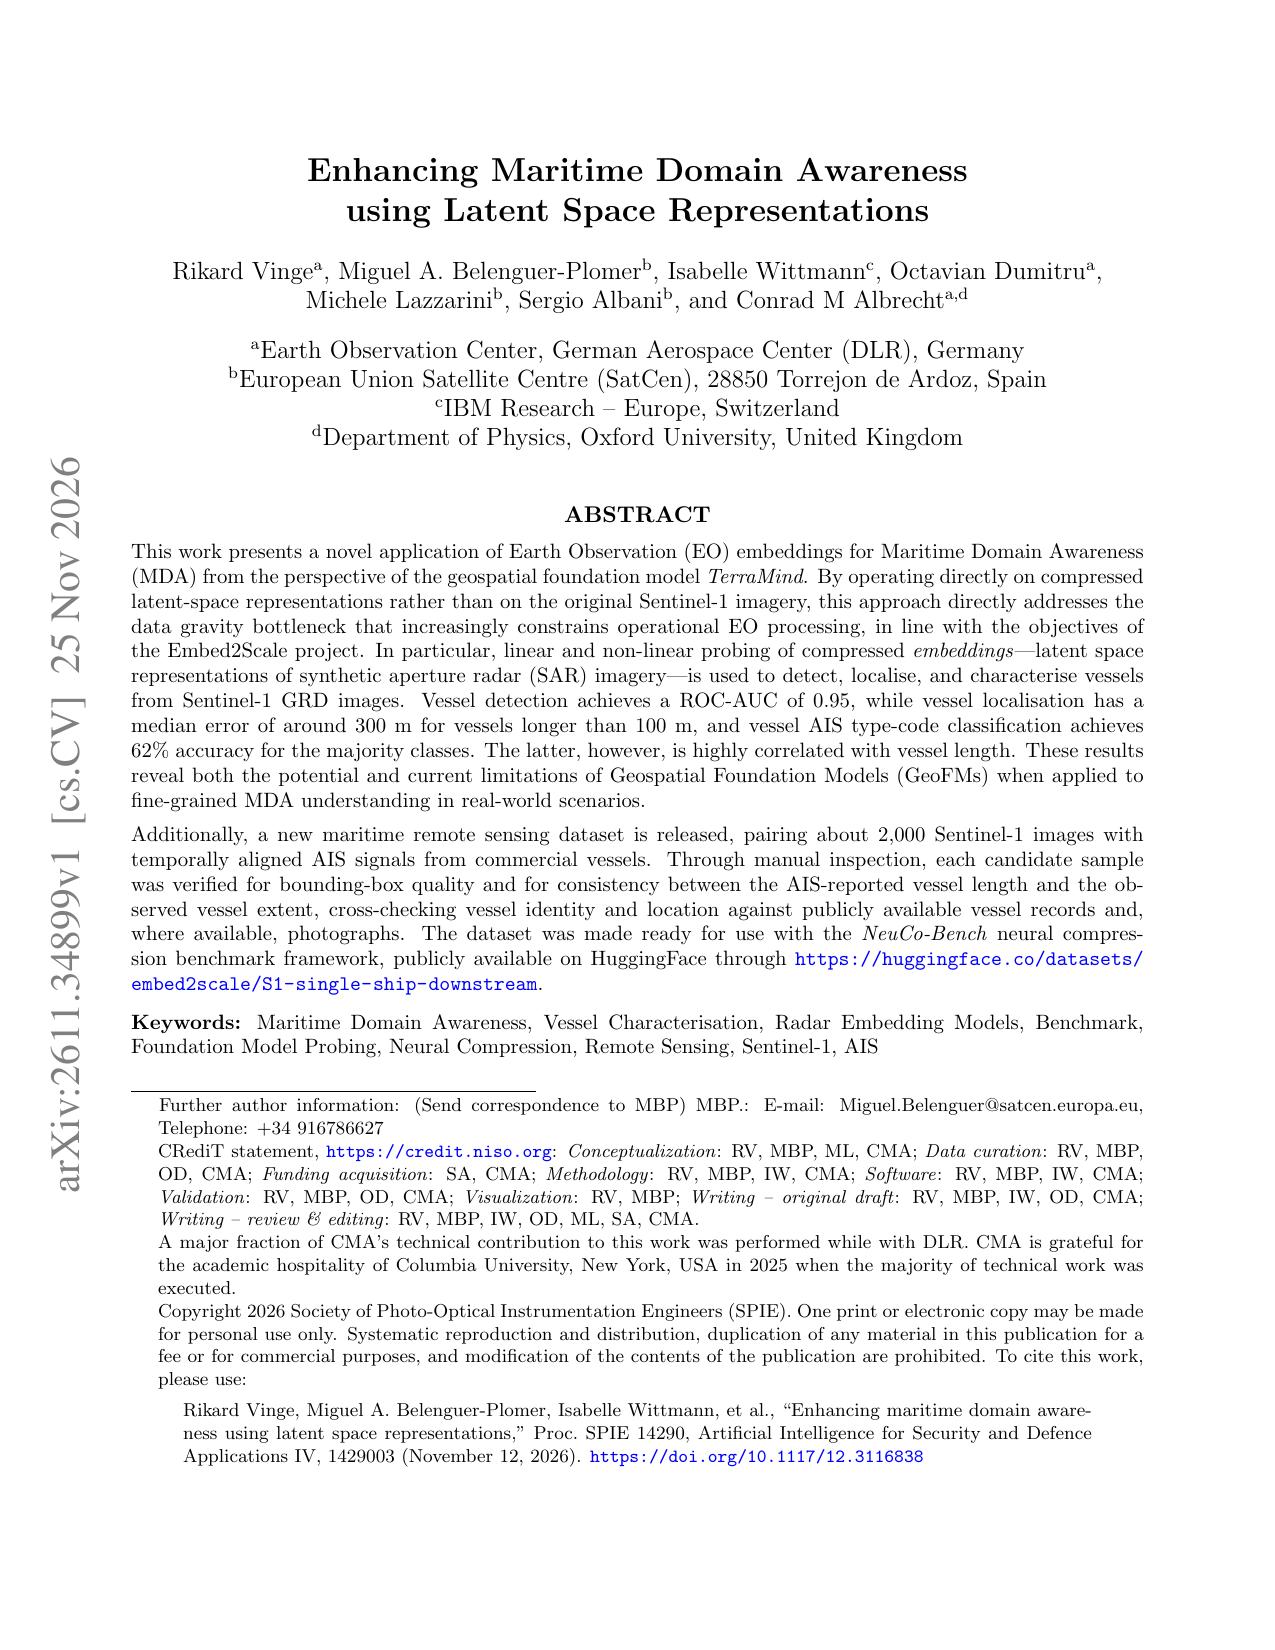 Enhancing Maritime Domain Awareness
using Latent Space Representations
Rikard Vingeᵃ, Miguel A. Belenguer-Plomerᵇ, Isabelle Wittmannᶜ, Octavian Dumitruᵃ,
Michele Lazzariniᵇ, Sergio Albaniᵇ, and Conrad M Albrechtᵃ,ᵈ
ᵃEarth Observation Center, German Aerospace Center (DLR), Germany
ᵇEuropean Union Satellite Centre (SatCen), 28850 Torrejon de Ardoz, Spain
ᶜIBM Research – Europe, Switzerland
ᵈDepartment of Physics, Oxford University, United Kingdom
ABSTRACT
This work presents a novel application of Earth Observation (EO) embeddings for Maritime Domain Awareness
(MDA) from the perspective of the geospatial foundation model TerraMind. By operating directly on compressed
latent-space representations rather than on the original Sentinel-1 imagery, this approach directly addresses the
data gravity bottleneck that increasingly constrains operational EO processing, in line with the objectives of
the Embed2Scale project. In particular, linear and non-linear probing of compressed embeddings—latent space
representations of synthetic aperture radar (SAR) imagery—is used to detect, localise, and characterise vessels
from Sentinel-1 GRD images. Vessel detection achieves a ROC-AUC of 0.95, while vessel localisation has a
median error of around 300 m for vessels longer than 100 m, and vessel AIS type-code classification achieves
62% accuracy for the majority classes. The latter, however, is highly correlated with vessel length. These results
reveal both the potential and current limitations of Geospatial Foundation Models (GeoFMs) when applied to
fine-grained MDA understanding in real-world scenarios.
Additionally, a new maritime remote sensing dataset is released, pairing about 2,000 Sentinel-1 images with
temporally aligned AIS signals from commercial vessels. Through manual inspection, each candidate sample
was verified for bounding-box quality and for consistency between the AIS-reported vessel length and the ob-
served vessel extent, cross-checking vessel identity and location against publicly available vessel records and,
where available, photographs. The dataset was made ready for use with the NeuCo-Bench neural compres-
sion benchmark framework, publicly available on HuggingFace through https://huggingface.co/datasets/
embed2scale/S1-single-ship-downstream.
Keywords: Maritime Domain Awareness, Vessel Characterisation, Radar Embedding Models, Benchmark,
Foundation Model Probing, Neural Compression, Remote Sensing, Sentinel-1, AIS
Further author information: (Send correspondence to MBP) MBP.: E-mail: Miguel.Belenguer@satcen.europa.eu,
Telephone: +34 916786627
CRediT statement, https://credit.niso.org: Conceptualization: RV, MBP, ML, CMA; Data curation: RV, MBP,
OD, CMA; Funding acquisition: SA, CMA; Methodology: RV, MBP, IW, CMA; Software: RV, MBP, IW, CMA;
Validation: RV, MBP, OD, CMA; Visualization: RV, MBP; Writing – original draft: RV, MBP, IW, OD, CMA;
Writing – review & editing: RV, MBP, IW, OD, ML, SA, CMA.
A major fraction of CMA's technical contribution to this work was performed while with DLR. CMA is grateful for
the academic hospitality of Columbia University, New York, USA in 2025 when the majority of technical work was
executed.
Copyright 2026 Society of Photo-Optical Instrumentation Engineers (SPIE). One print or electronic copy may be made
for personal use only. Systematic reproduction and distribution, duplication of any material in this publication for a
fee or for commercial purposes, and modification of the contents of the publication are prohibited. To cite this work,
please use:
Rikard Vinge, Miguel A. Belenguer-Plomer, Isabelle Wittmann, et al., “Enhancing maritime domain aware-
ness using latent space representations,” Proc. SPIE 14290, Artificial Intelligence for Security and Defence
Applications IV, 1429003 (November 12, 2026). https://doi.org/10.1117/12.3116838
arXiv:2611.34899v1 [cs.CV] 25 Nov 2026